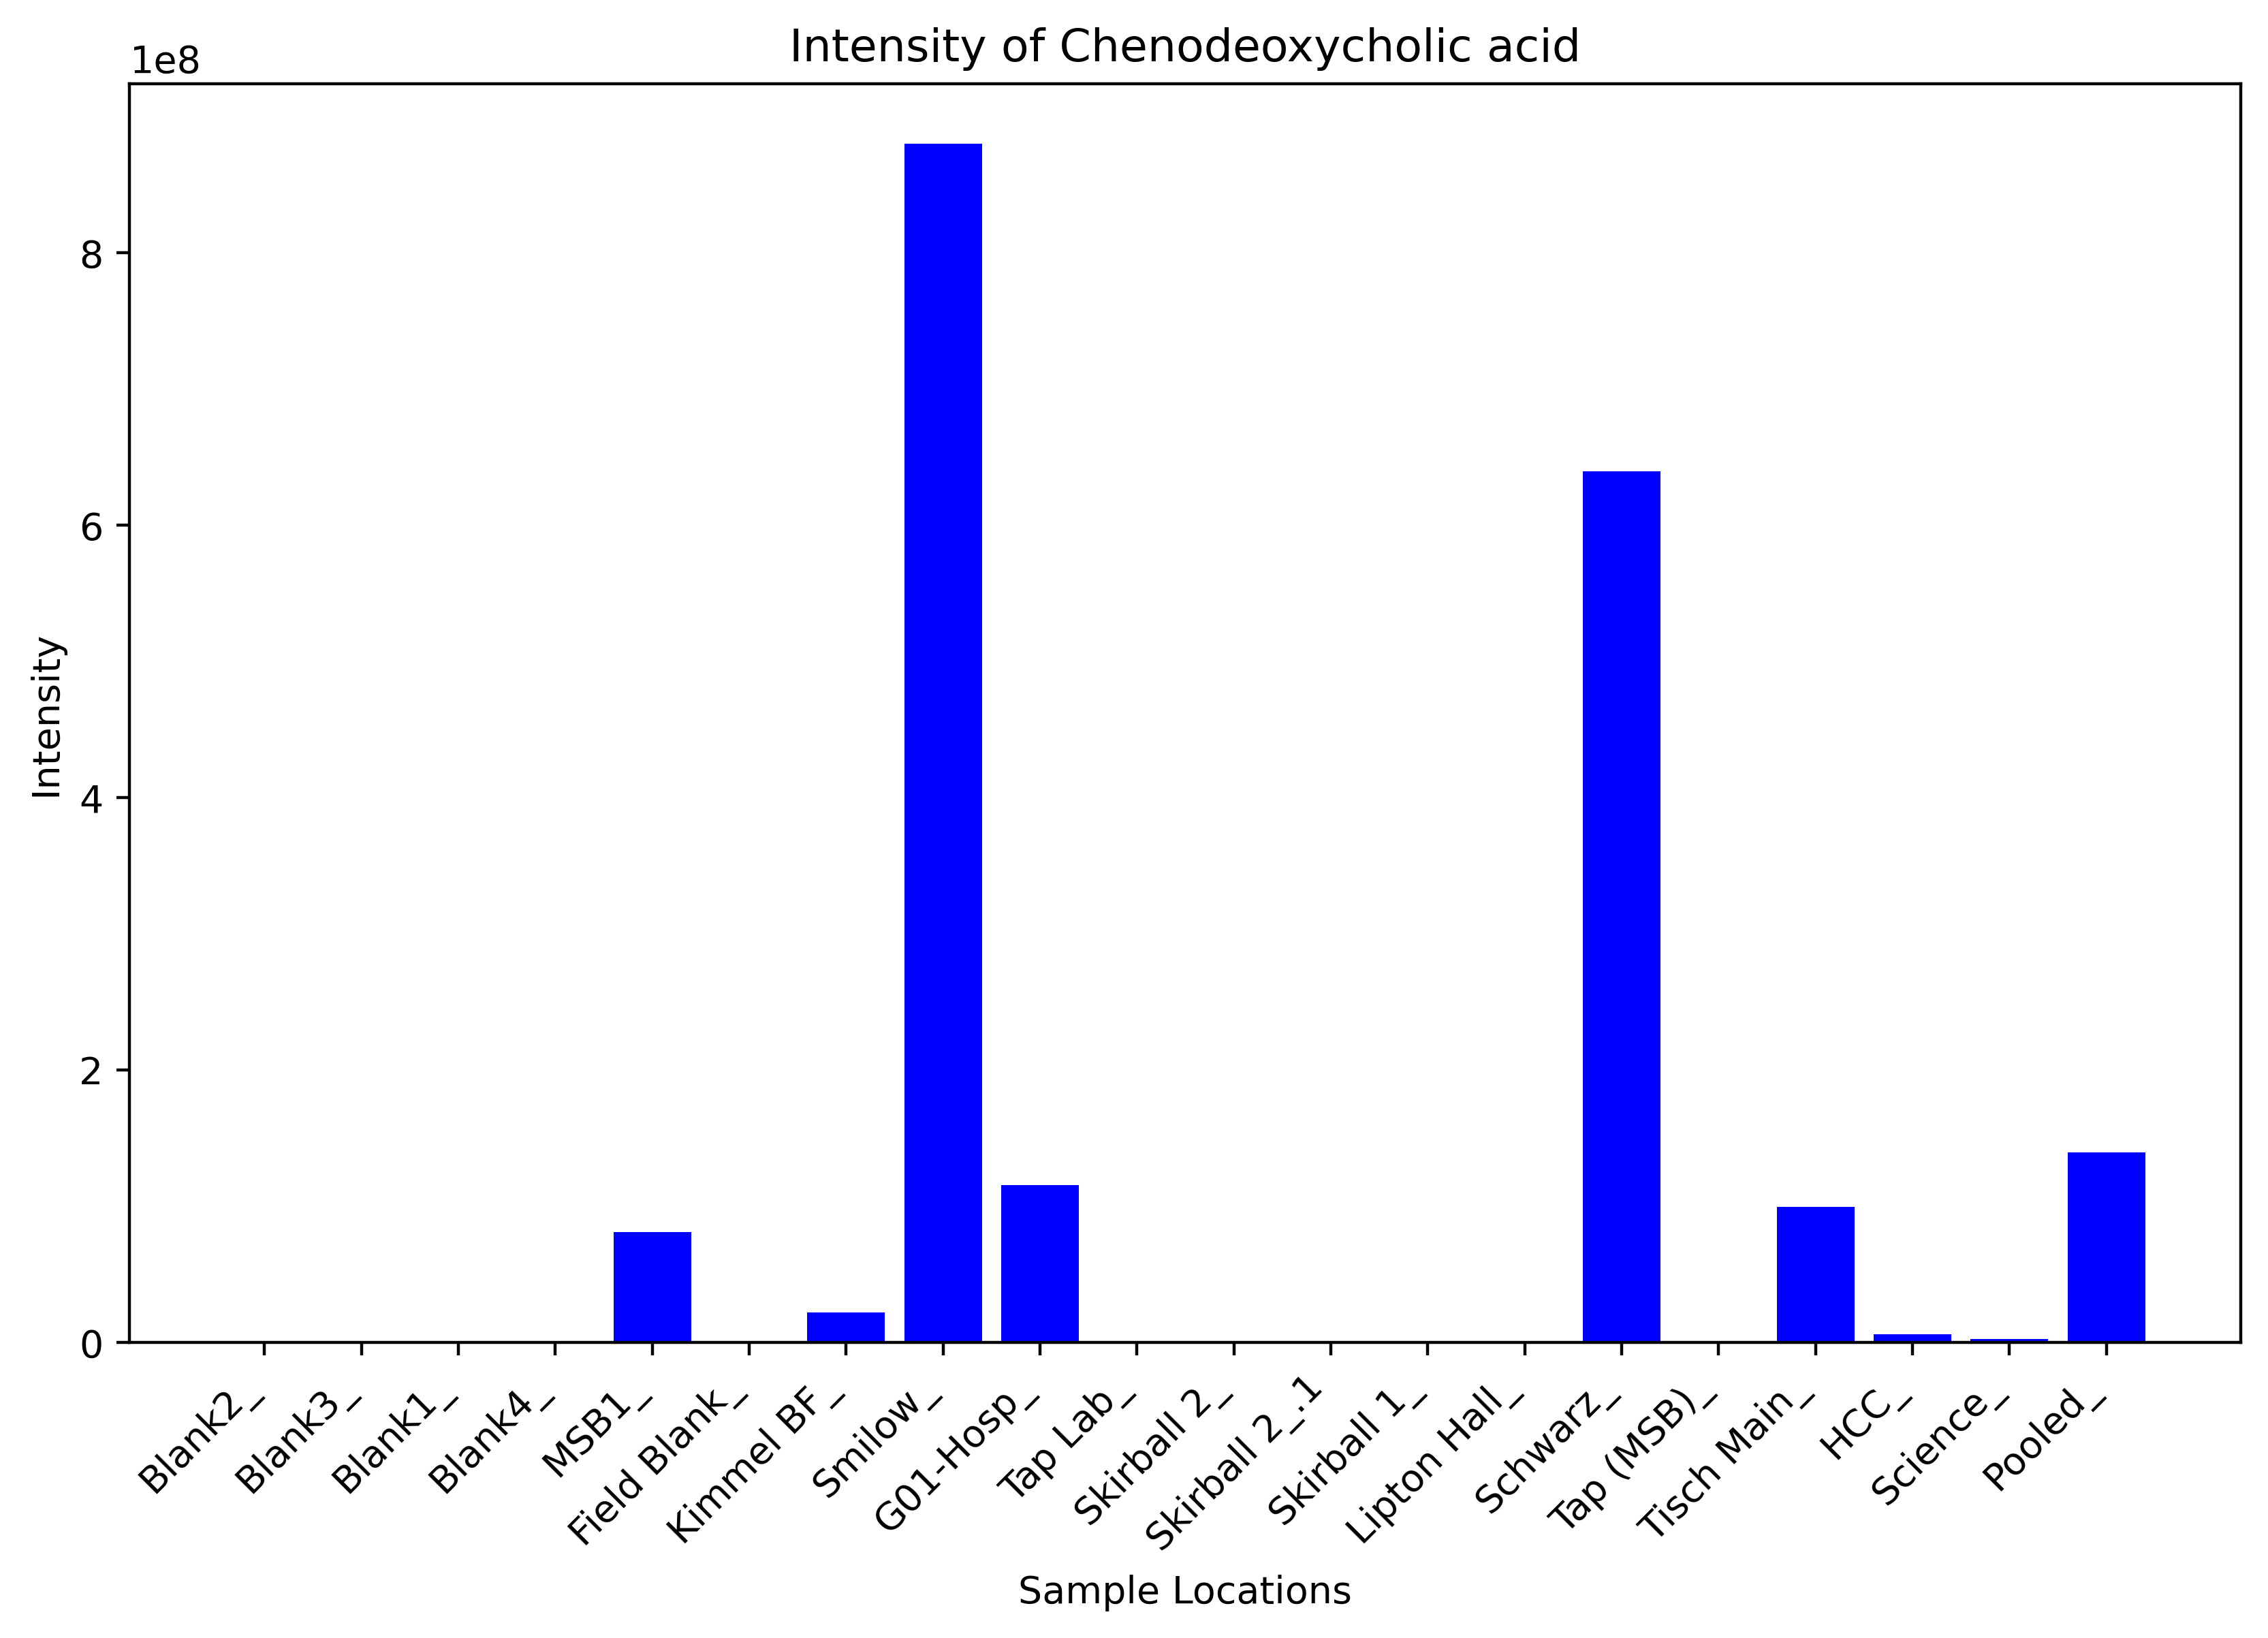 Intensity of Chenodeoxycholic acid
1e8
8
6
4
2
0
Intensity
Blank2_
Blank3_
Blank1_
Blank4_
MSB1_
Field Blank_
Kimmel BF_
Smilow_
G01-Hosp_
Tap Lab_
Skirball 2_
Skirball 2_.1
Skirball 1_
Lipton Hall_
Schwarz_
Tap (MSB)_
Tisch Main_
HCC_
Science_
Pooled_
Sample Locations